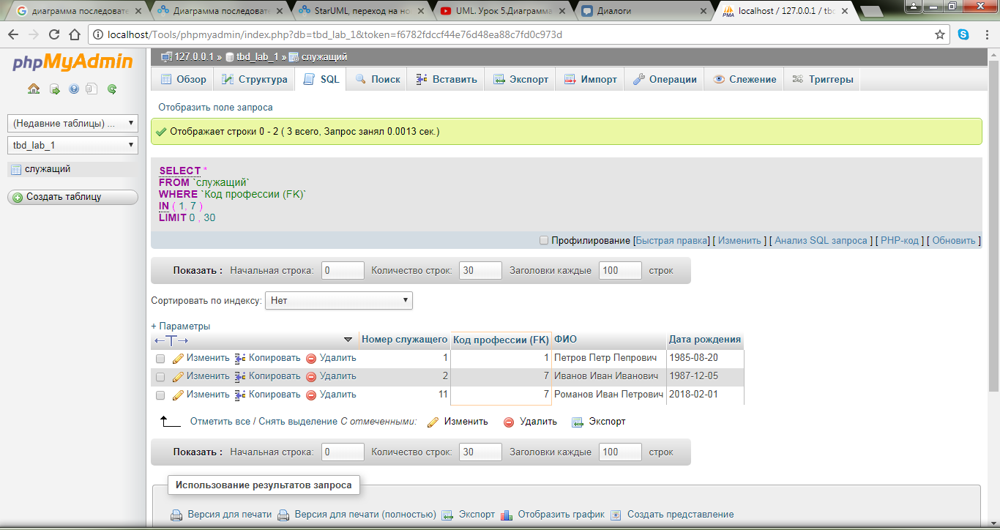 диаграмма последовате
Диаграмма последовате
StarUML, переход на но
UML. Урок 5.Диаграмма
Диалоги
localhost / 127.0.0.1 / tbd
localhost/Tools/phpmyadmin/index.php?db=tbd_lab_1&token=f6782fdccf44e76d48ea88c7fd0c973d
phpMyAdmin
(Недавние таблицы) ...
tbd_lab_1
служащий
Создать таблицу
127.0.0.1 » tbd_lab_1 » служащий
Обзор Структура SQL Поиск Вставить Экспорт Импорт Операции Слежение Триггеры
Отобразить поле запроса
Отображает строки 0 - 2 ( 3 всего, Запрос занял 0.0013 сек.)
SELECT *
FROM `служащий`
WHERE `Код профессии (FK)`
IN ( 1, 7 )
LIMIT 0 , 30
Профилирование [Быстрая правка] [ Изменить ] [ Анализ SQL запроса ] [ PHP-код ] [ Обновить ]
Показать : Начальная строка: 0 Количество строк: 30 Заголовки каждые 100 строк
Сортировать по индексу: Нет
+ Параметры
←T→ Номер служащего Код профессии (FK) ФИО Дата рождения
Изменить Копировать Удалить 1 1 Петров Петр Пепрович 1985-08-20
Изменить Копировать Удалить 2 7 Иванов Иван Иванович 1987-12-05
Изменить Копировать Удалить 11 7 Романов Иван Петрович 2018-02-01
Отметить все / Снять выделение С отмеченными: Изменить Удалить Экспорт
Показать : Начальная строка: 0 Количество строк: 30 Заголовки каждые 100 строк
Использование результатов запроса
Версия для печати Версия для печати (полностью) Экспорт Отобразить график Создать представление